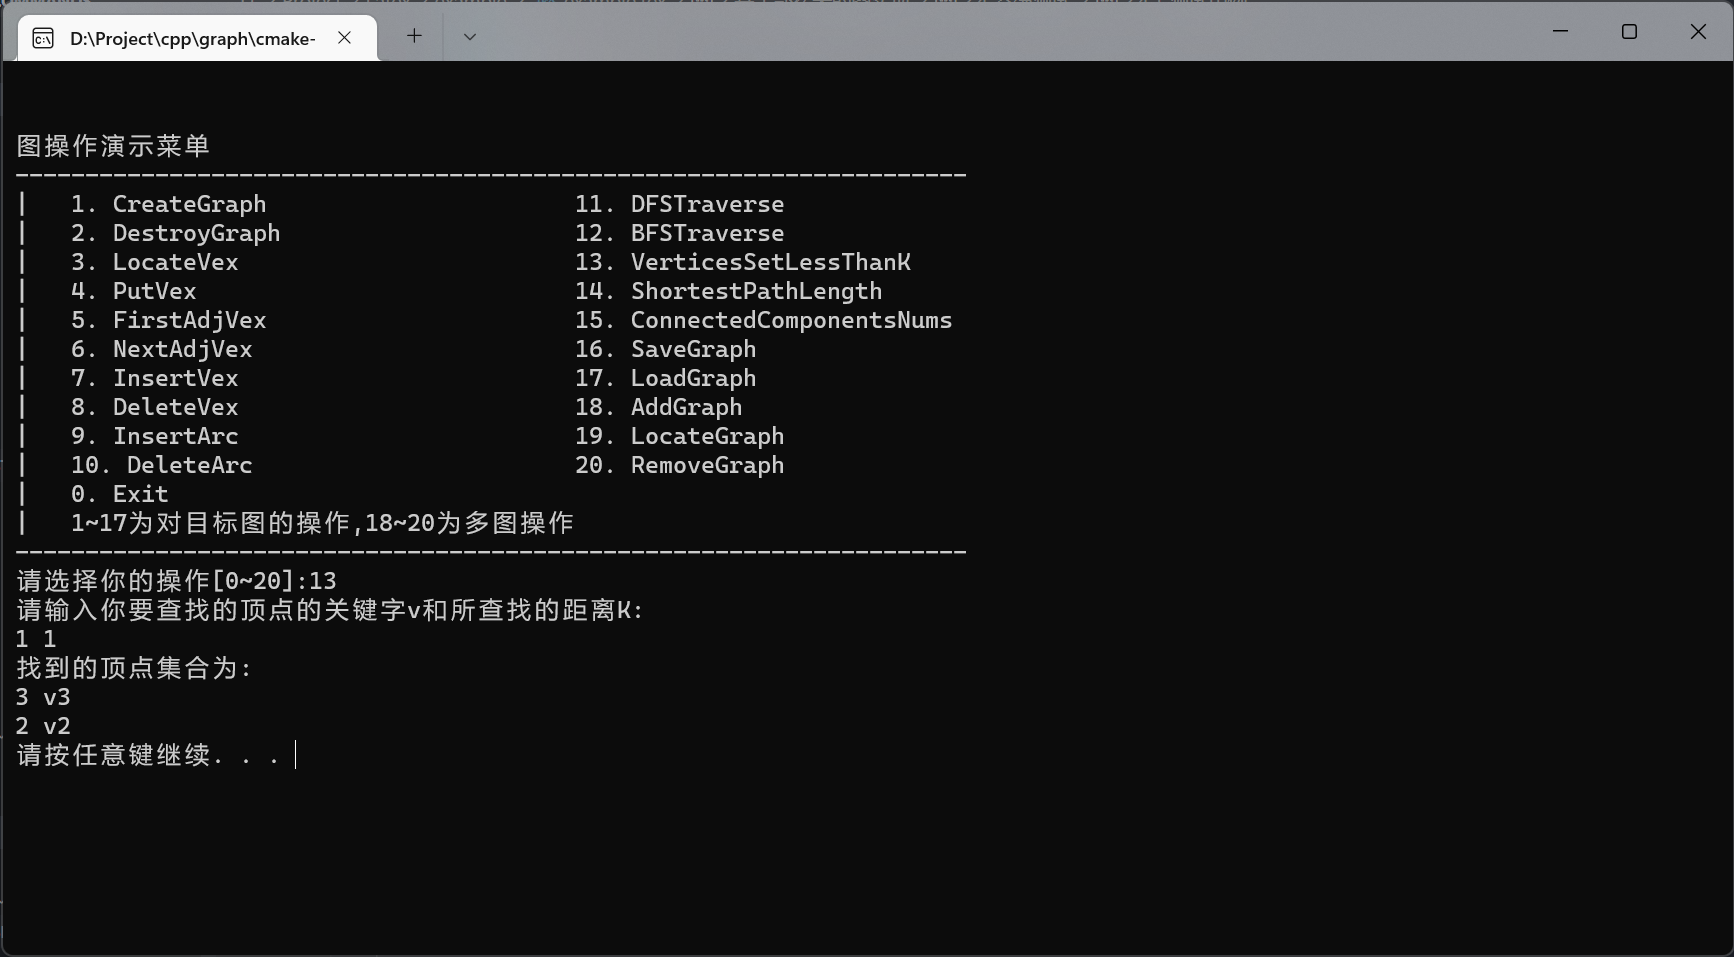 D:\Project\cpp\graph\cmake-
图操作演示菜单
--------------------------------------------------------------------
|   1. CreateGraph                      11. DFSTraverse
|   2. DestroyGraph                     12. BFSTraverse
|   3. LocateVex                        13. VerticesSetLessThanK
|   4. PutVex                           14. ShortestPathLength
|   5. FirstAdjVex                      15. ConnectedComponentsNums
|   6. NextAdjVex                       16. SaveGraph
|   7. InsertVex                        17. LoadGraph
|   8. DeleteVex                        18. AddGraph
|   9. InsertArc                        19. LocateGraph
|   10. DeleteArc                       20. RemoveGraph
|   0. Exit
|   1~17为对目标图的操作,18~20为多图操作
--------------------------------------------------------------------
请选择你的操作[0~20]:13
请输入你要查找的顶点的关键字v和所查找的距离K:
1 1
找到的顶点集合为:
3 v3
2 v2
请按任意键继续. . .